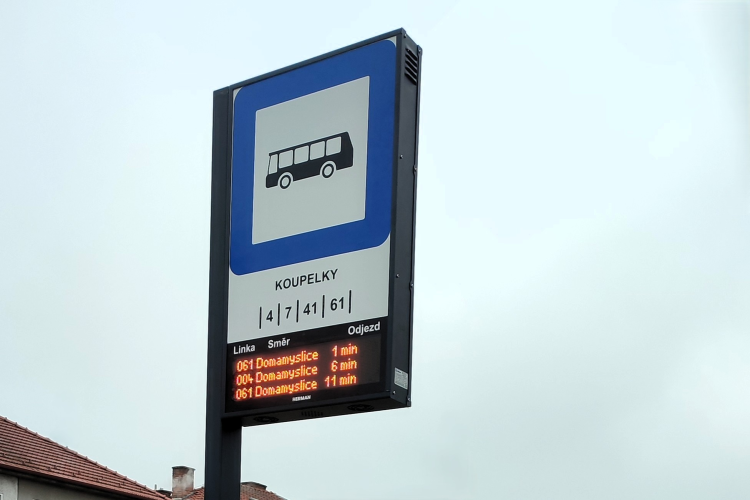 KOUPELKY
|4|7|41|61|
Linka Směr Odjezd
061 Domamyslice 1 min
004 Domamyslice 6 min
061 Domamyslice 11 min
HERMAN